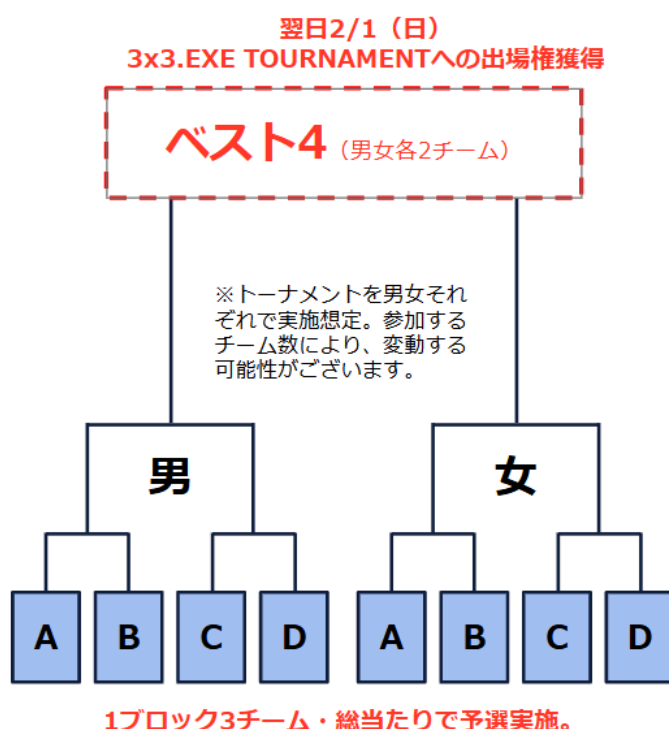 翌日2/1（日）
3x3.EXE TOURNAMENTへの出場権獲得
ベスト4（男女各2チーム）
※トーナメントを男女それ
ぞれで実施想定。参加する
チーム数により、変動する
可能性がございます。
男 女
A B C D A B C D
1ブロック3チーム・総当たりで予選実施。